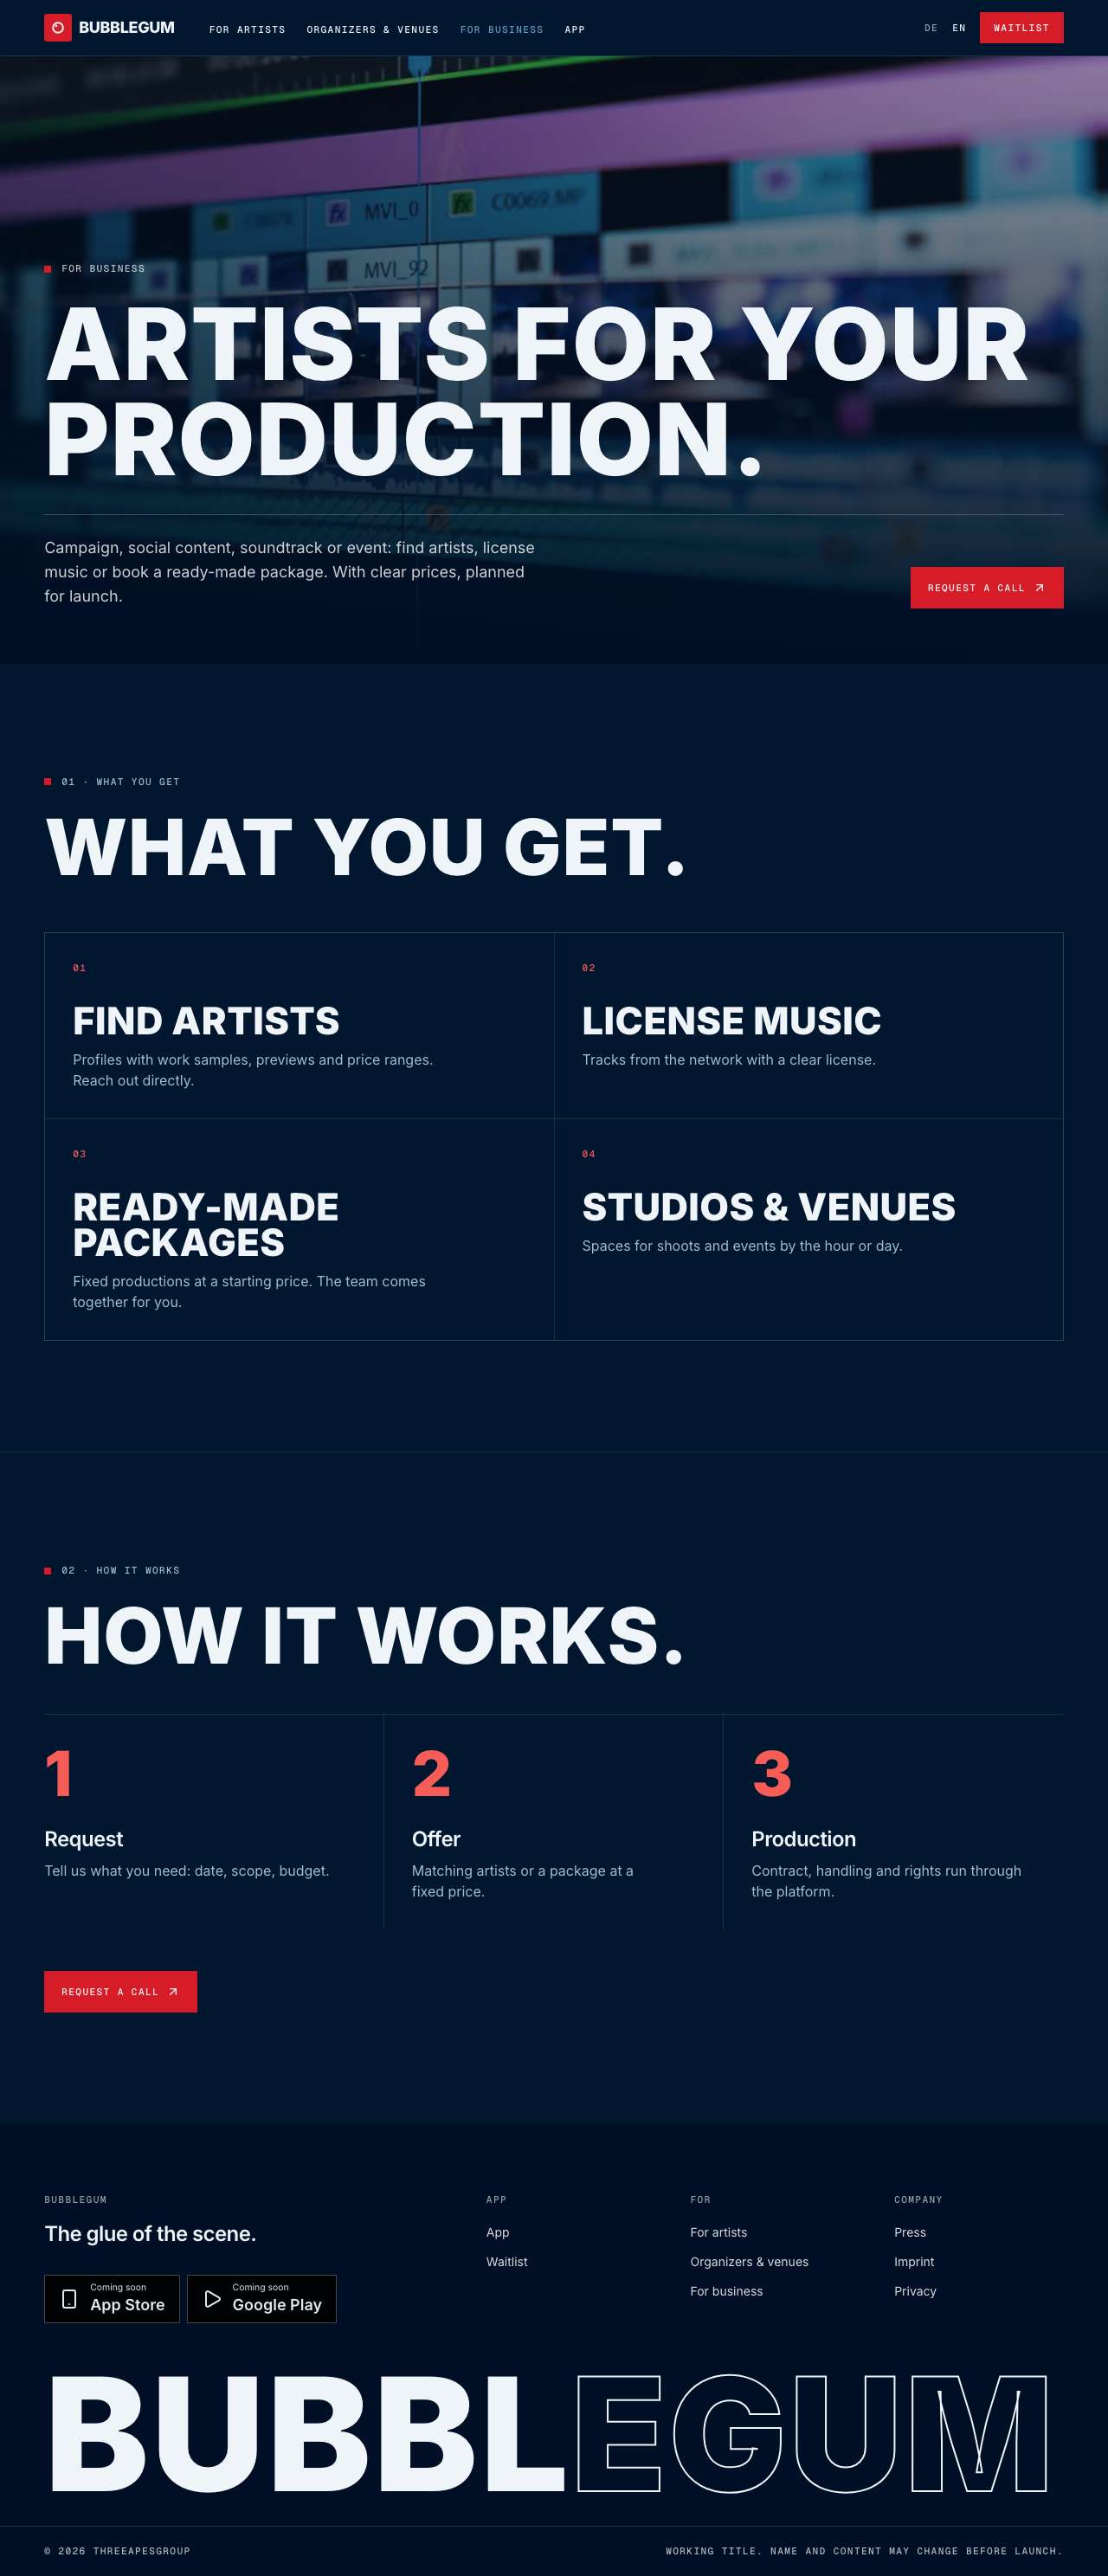 BUBBLEGUM
FOR ARTISTS
ORGANIZERS & VENUES
FOR BUSINESS
APP
DE
EN
WAITLIST
MVI_0
C0069.MP
MVI_92
FOR BUSINESS
ARTISTS FOR YOUR
PRODUCTION.
Campaign, social content, soundtrack or event: find artists, license
music or book a ready-made package. With clear prices, planned
for launch.
REQUEST A CALL
01 · WHAT YOU GET
WHAT YOU GET.
01
FIND ARTISTS
Profiles with work samples, previews and price ranges.
Reach out directly.
02
LICENSE MUSIC
Tracks from the network with a clear license.
03
READY-MADE
PACKAGES
Fixed productions at a starting price. The team comes
together for you.
04
STUDIOS & VENUES
Spaces for shoots and events by the hour or day.
02 · HOW IT WORKS
HOW IT WORKS.
1
Request
Tell us what you need: date, scope, budget.
2
Offer
Matching artists or a package at a
fixed price.
3
Production
Contract, handling and rights run through
the platform.
REQUEST A CALL
BUBBLEGUM
The glue of the scene.
Coming soon
App Store
Coming soon
Google Play
APP
App
Waitlist
FOR
For artists
Organizers & venues
For business
COMPANY
Press
Imprint
Privacy
BUBBLEGUM
© 2026 THREEAPESGROUP
WORKING TITLE. NAME AND CONTENT MAY CHANGE BEFORE LAUNCH.